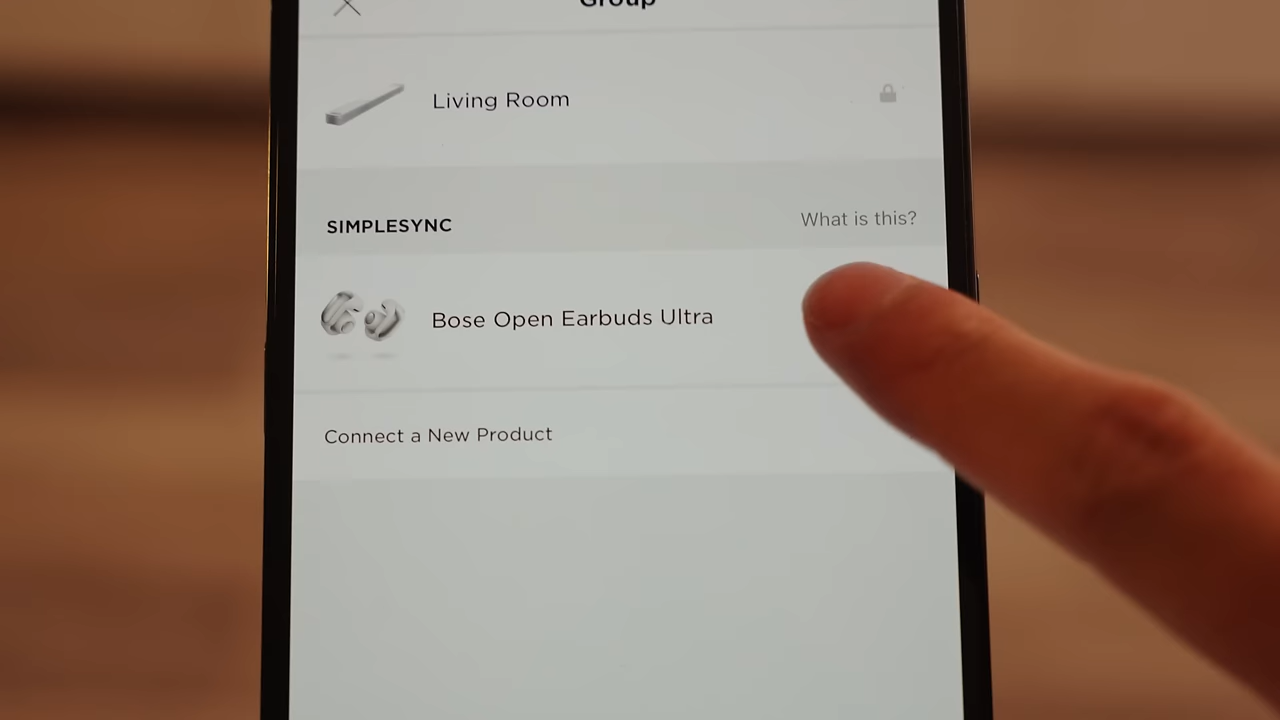 Group
Living Room
SIMPLESYNC
What is this?
Bose Open Earbuds Ultra
Connect a New Product